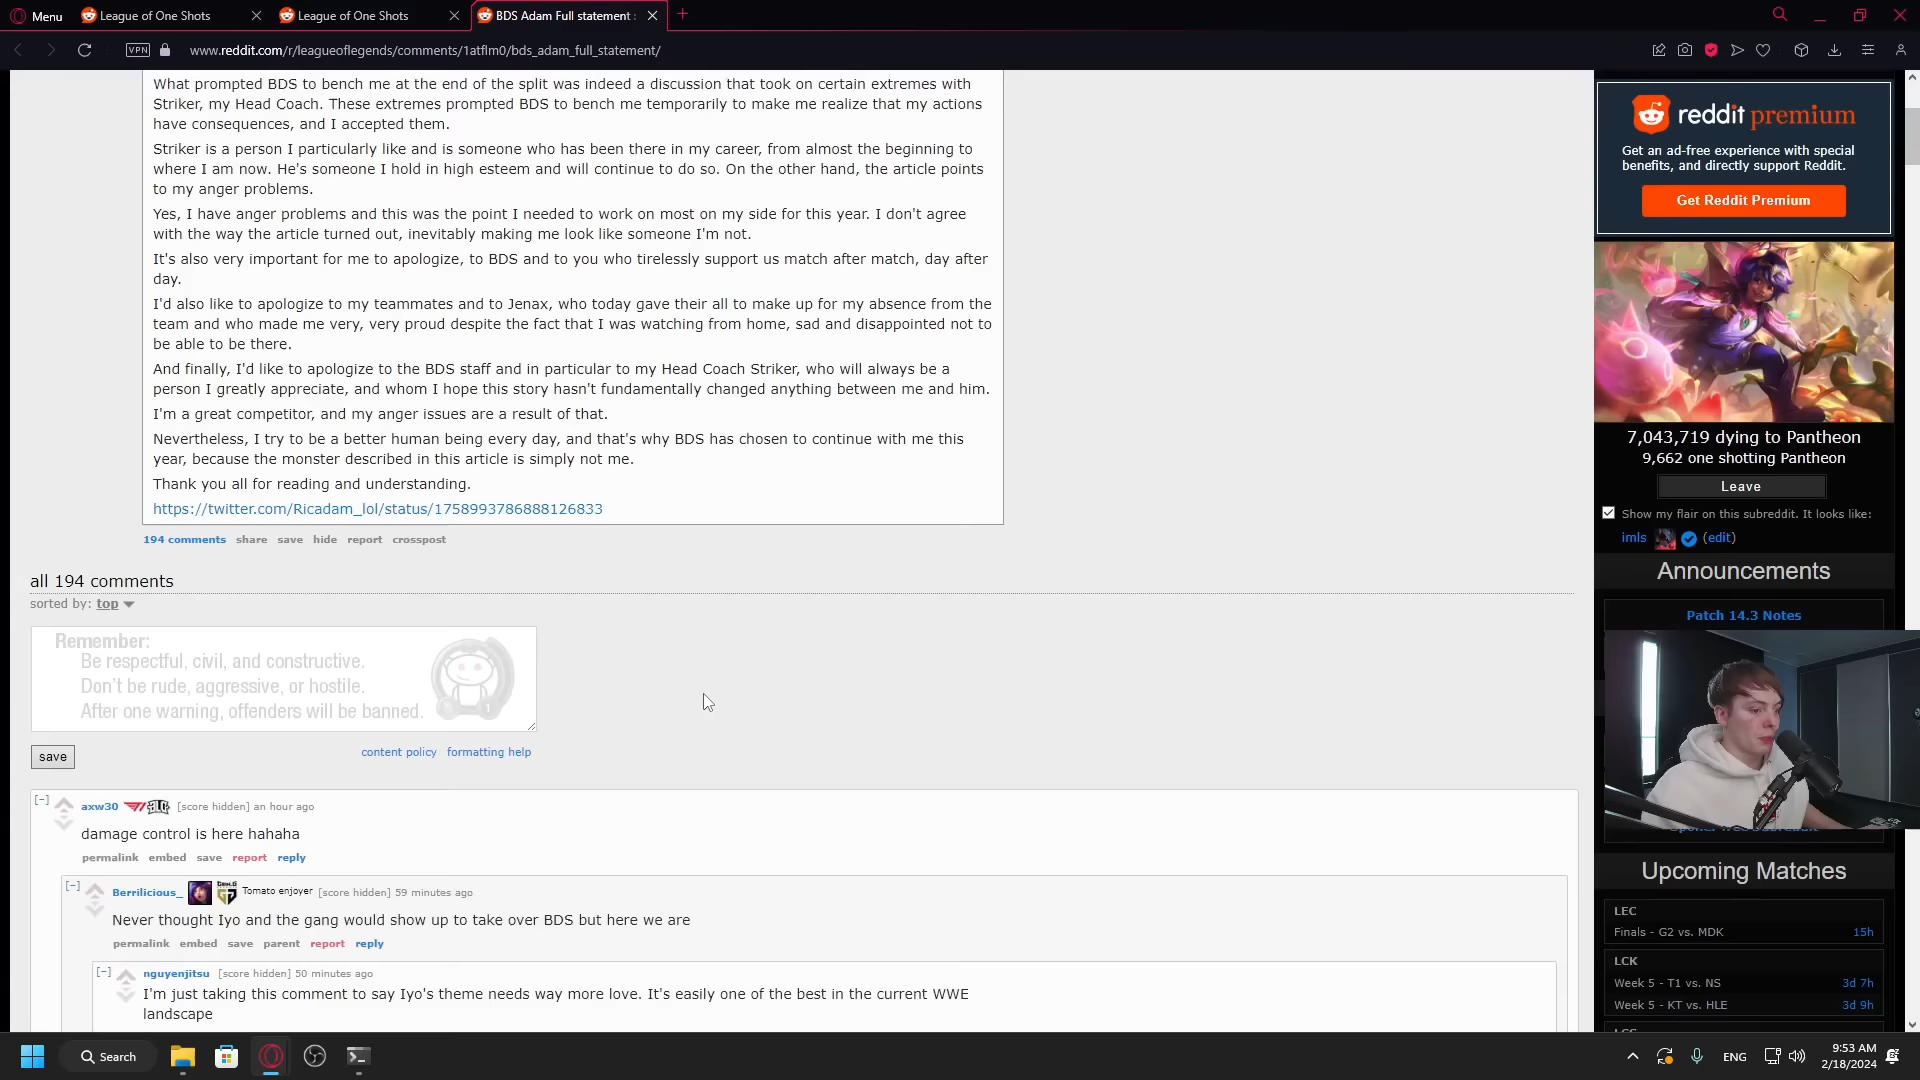 Menu
League of One Shots
League of One Shots
BDS Adam Full statement :
VPN
www.reddit.com/r/leagueoflegends/comments/1atflm0/bds_adam_full_statement/
What prompted BDS to bench me at the end of the split was indeed a discussion that took on certain extremes with
Striker, my Head Coach. These extremes prompted BDS to bench me temporarily to make me realize that my actions
have consequences, and I accepted them.
Striker is a person I particularly like and is someone who has been there in my career, from almost the beginning to
where I am now. He's someone I hold in high esteem and will continue to do so. On the other hand, the article points
to my anger problems.
Yes, I have anger problems and this was the point I needed to work on most on my side for this year. I don't agree
with the way the article turned out, inevitably making me look like someone I'm not.
It's also very important for me to apologize, to BDS and to you who tirelessly support us match after match, day after
day.
I'd also like to apologize to my teammates and to Jenax, who today gave their all to make up for my absence from the
team and who made me very, very proud despite the fact that I was watching from home, sad and disappointed not to
be able to be there.
And finally, I'd like to apologize to the BDS staff and in particular to my Head Coach Striker, who will always be a
person I greatly appreciate, and whom I hope this story hasn't fundamentally changed anything between me and him.
I'm a great competitor, and my anger issues are a result of that.
Nevertheless, I try to be a better human being every day, and that's why BDS has chosen to continue with me this
year, because the monster described in this article is simply not me.
Thank you all for reading and understanding.
https://twitter.com/Ricadam_lol/status/1758993786888126833
194 comments share save hide report crosspost
all 194 comments
sorted by: top
Remember:
Be respectful, civil, and constructive.
Don't be rude, aggressive, or hostile.
After one warning, offenders will be banned.
save
content policy formatting help
[-] axw30 [score hidden] an hour ago
damage control is here hahaha
permalink embed save report reply
[-] Berrilicious_ Tomato enjoyer [score hidden] 59 minutes ago
Never thought Iyo and the gang would show up to take over BDS but here we are
permalink embed save parent report reply
[-] nguyenjitsu [score hidden] 50 minutes ago
I'm just taking this comment to say Iyo's theme needs way more love. It's easily one of the best in the current WWE
landscape
reddit premium
Get an ad-free experience with special
benefits, and directly support Reddit.
Get Reddit Premium
7,043,719 dying to Pantheon
9,662 one shotting Pantheon
Leave
Show my flair on this subreddit. It looks like:
imls (edit)
Announcements
Patch 14.3 Notes
Upcoming Matches
LEC
Finals - G2 vs. MDK 15h
LCK
Week 5 - T1 vs. NS 3d 7h
Week 5 - KT vs. HLE 3d 9h
Search
ENG
9:53 AM
2/18/2024